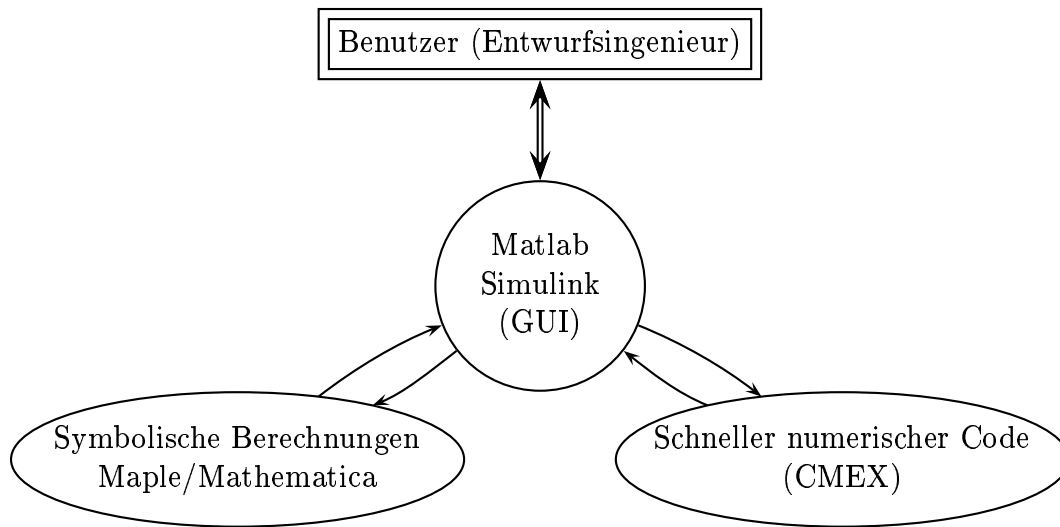 Benutzer (Entwurfsingenieur)
Matlab
Simulink
(GUI)
Symbolische Berechnungen
Maple/Mathematica
Schneller numerischer Code
(CMEX)